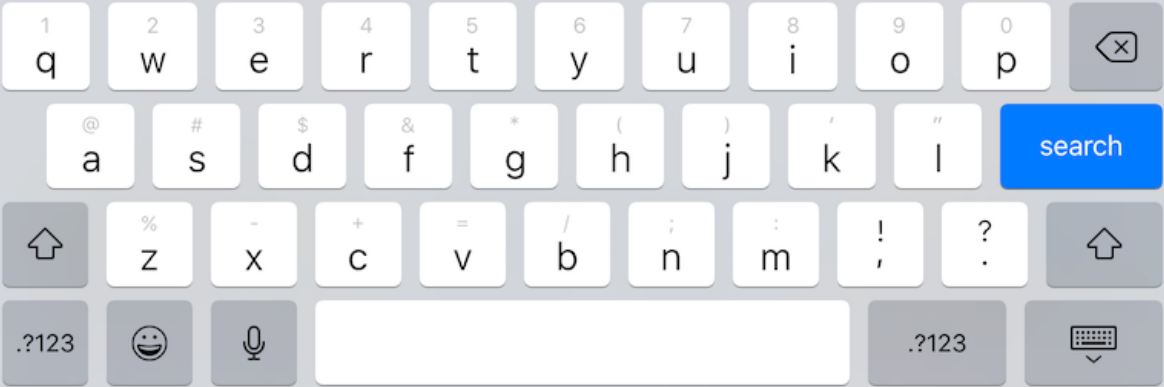 1 2 3 4 5 6 7 8 9 0
q w e r t y u i o p
@ # $ & * ( ) ' "
a s d f g h j k l search
% - + = / ; : ! ?
z x c v b n m , .
.?123 .?123